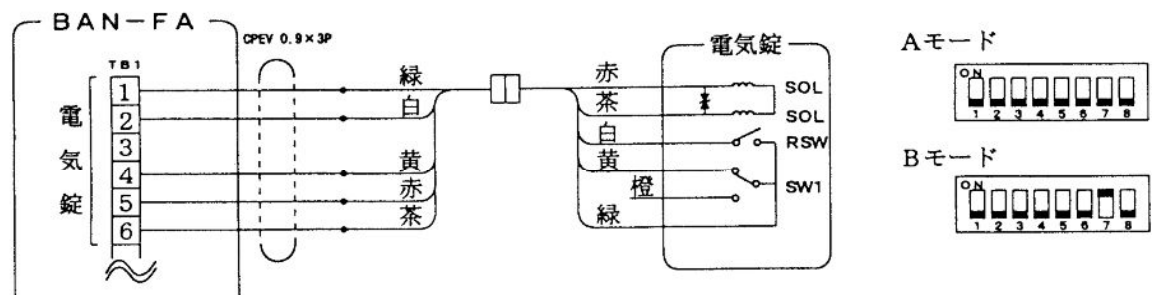 BAN-FA
CPEV 0.9×3P
TB1
電気錠
1
2
3
4
5
6
緑
白
黄
赤
茶
電気錠
赤
茶
白
黄
橙
緑
SOL
SOL
RSW
SW1
Aモード
ON
1 2 3 4 5 6 7 8
Bモード
ON
1 2 3 4 5 6 7 8